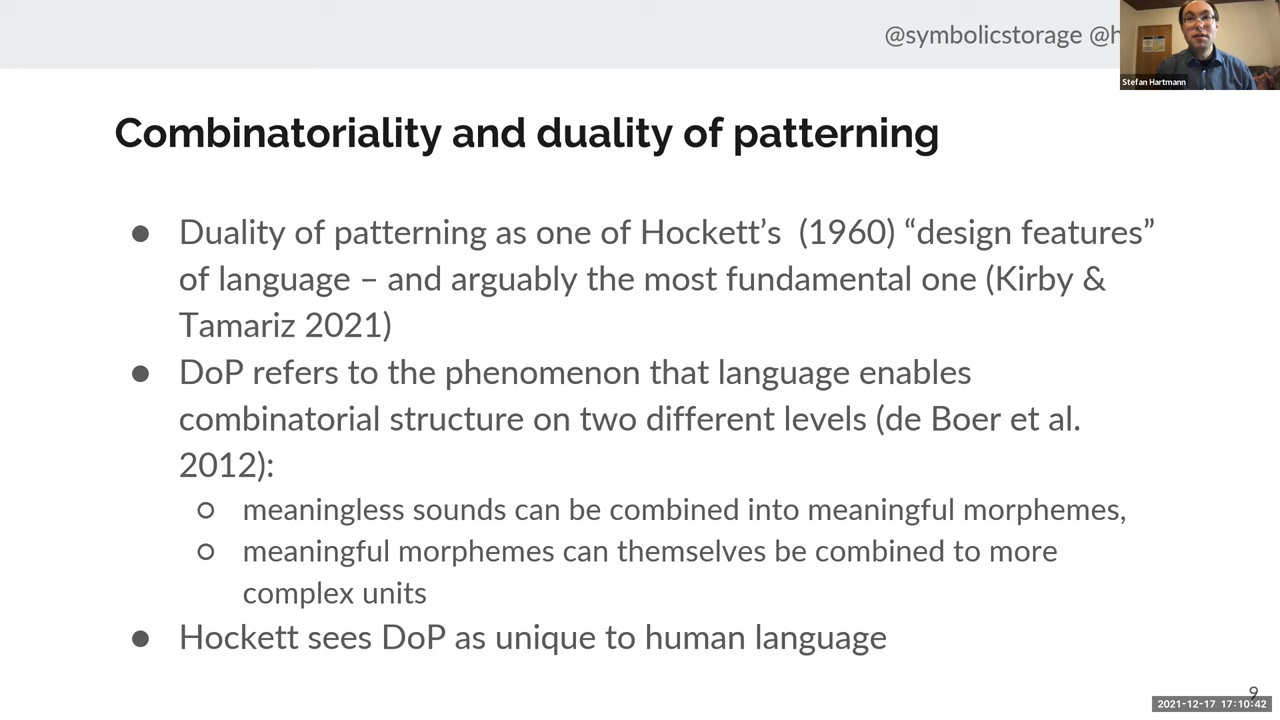 @symbolicstorage @h
Stefan Hartmann
Combinatoriality and duality of patterning
● Duality of patterning as one of Hockett’s (1960) “design features”
of language – and arguably the most fundamental one (Kirby &
Tamariz 2021)
● DoP refers to the phenomenon that language enables
combinatorial structure on two different levels (de Boer et al.
2012):
○ meaningless sounds can be combined into meaningful morphemes,
○ meaningful morphemes can themselves be combined to more
complex units
● Hockett sees DoP as unique to human language
9
2021-12-17 17:10:42